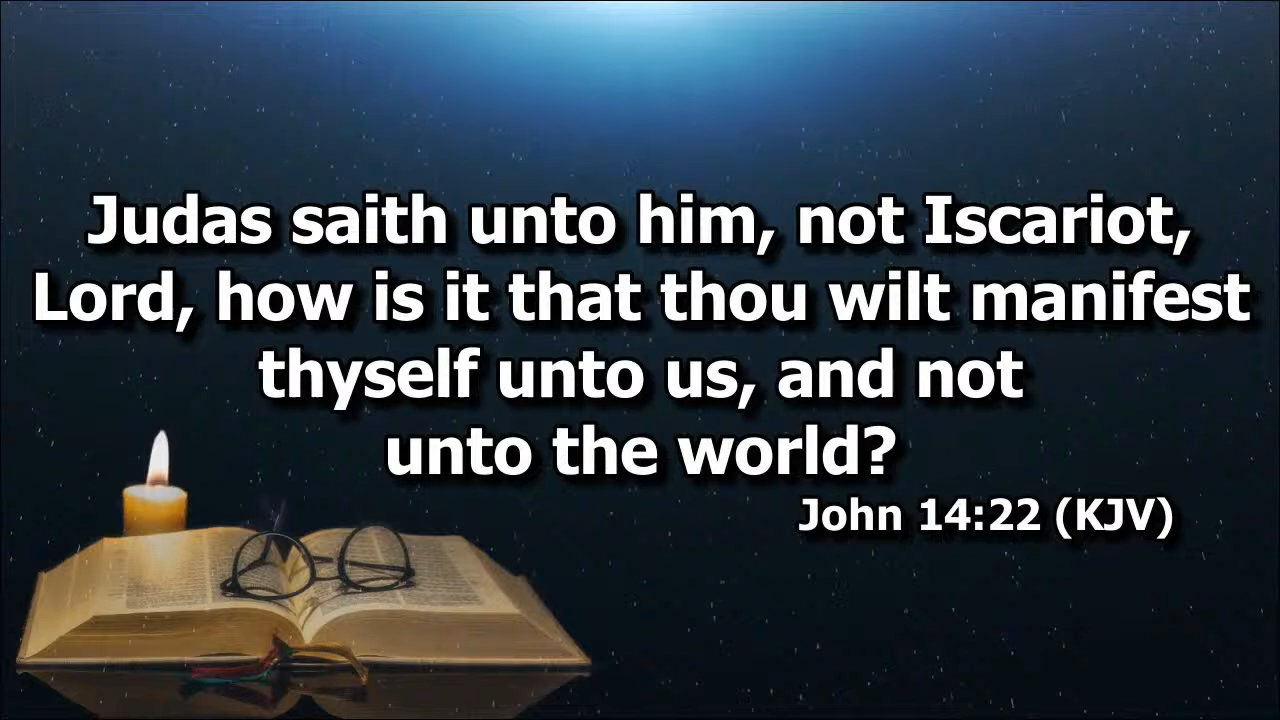 Judas saith unto him, not Iscariot,
Lord, how is it that thou wilt manifest
thyself unto us, and not
unto the world?
John 14:22 (KJV)